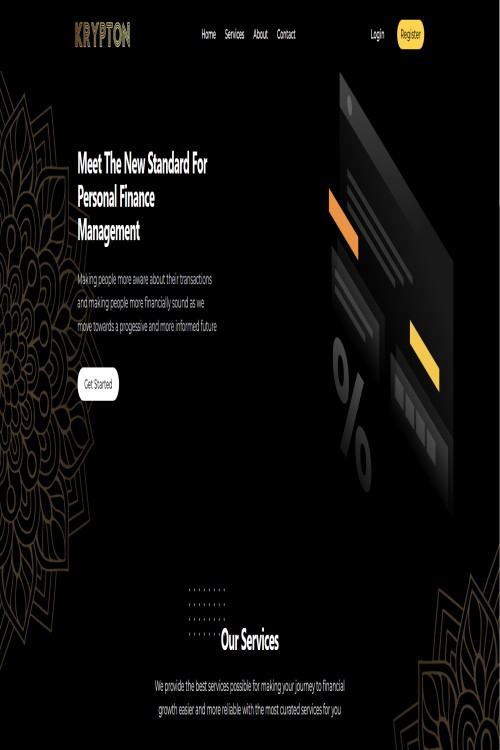 KRYPTON
Home Services About Contact
Login Register
Meet The New Standard For
Personal Finance
Management
Making people more aware about their transactions
and making people more financially sound as we
move towards a progessive and more informed future
Get Started
%
Our Services
We provide the best services possible for making your journey to financial
growth easier and more reliable with the most curated services for you